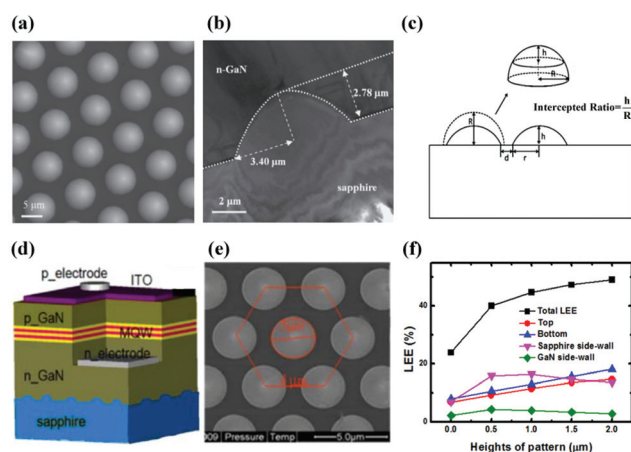 (a)
5 μm
(b)
n-GaN
2.78 μm
3.40 μm
sapphire
2 μm
(c)
h
R
Intercepted Ratio= h/R
R
h
d
r
(d)
p_electrode
ITO
p_GaN
MQW
n_electrode
n_GaN
sapphire
(e)
3μm
009 Pressure Temp
5.0μm
(f)
LEE (%)
40
20
0
Total LEE
Top
Bottom
Sapphire side-wall
GaN side-wall
0.0 0.5 1.0 1.5 2.0
Heights of pattern (μm)